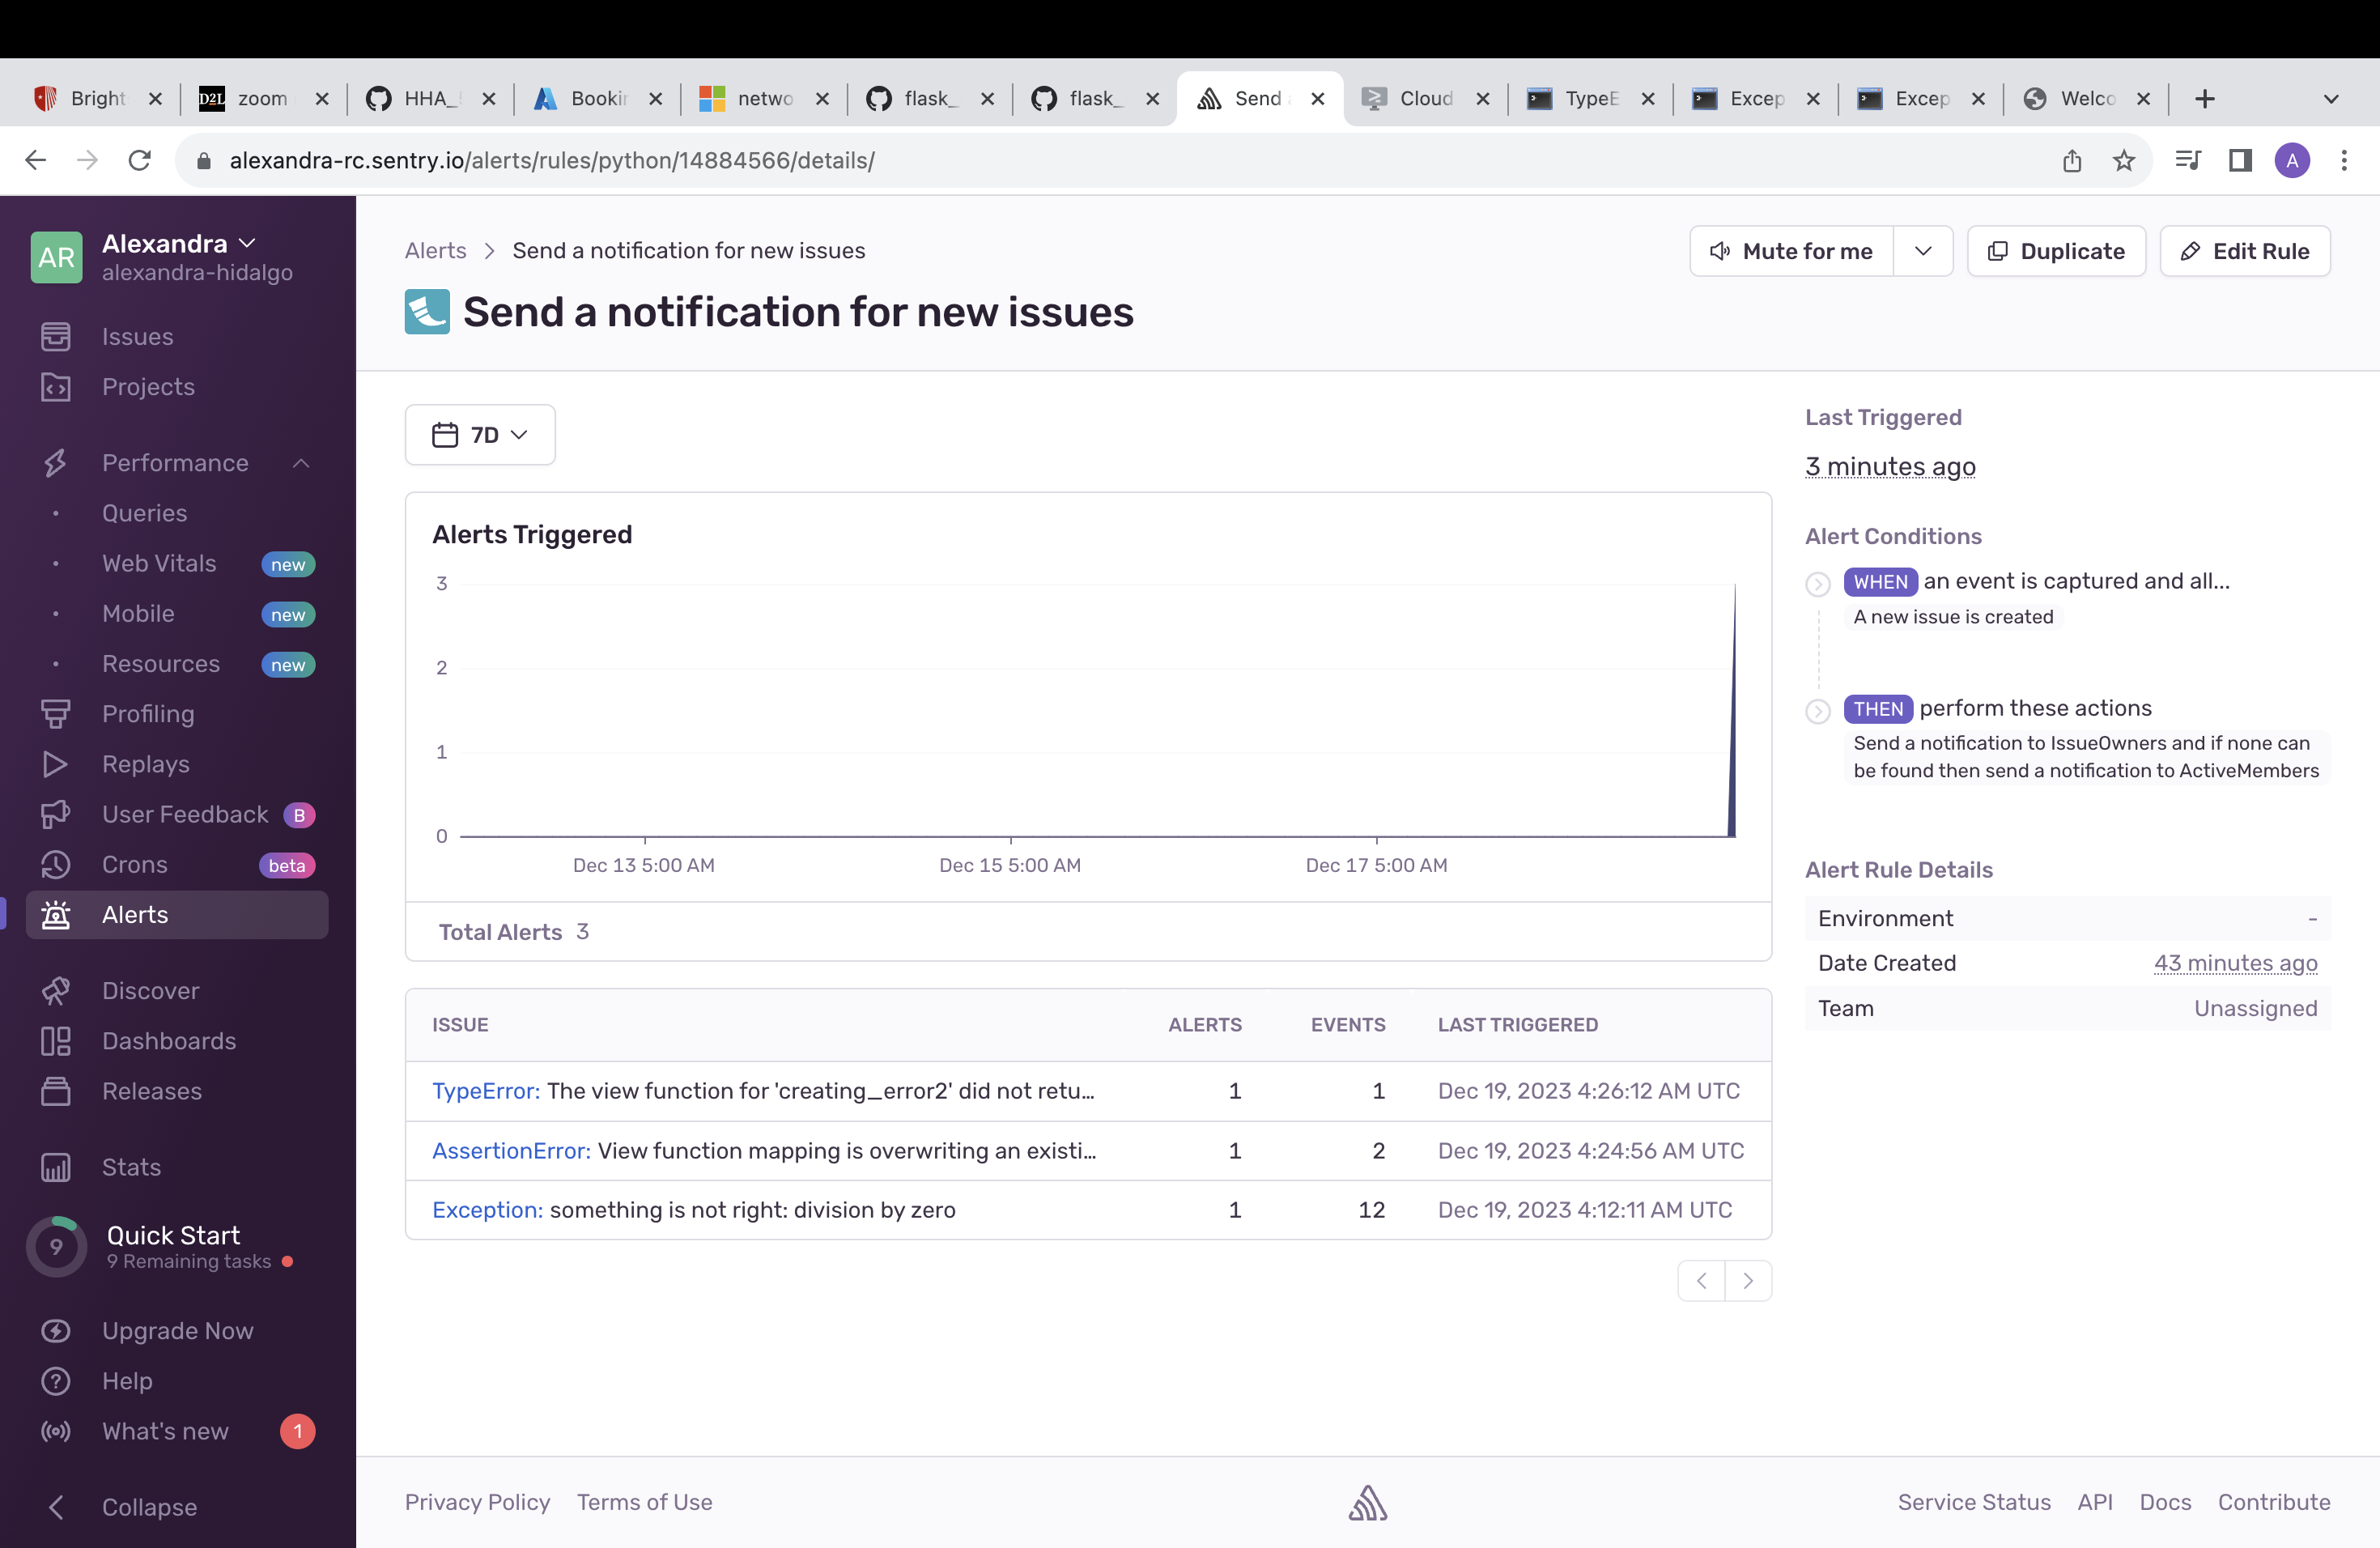 Bright
D2L zoom
HHA_
Bookin
netwo
flask_
flask_
Send
Cloud
TypeE
Excep
Excep
Welco
alexandra-rc.sentry.io/alerts/rules/python/14884566/details/
A
AR
Alexandra
alexandra-hidalgo
Issues
Projects
Performance
Queries
Web Vitals new
Mobile new
Resources new
Profiling
Replays
User Feedback B
Crons beta
Alerts
Discover
Dashboards
Releases
Stats
9
Quick Start
9 Remaining tasks
Upgrade Now
Help
What's new 1
Collapse
Alerts > Send a notification for new issues
Mute for me
Duplicate
Edit Rule
Send a notification for new issues
7D
Alerts Triggered
3
2
1
0
Dec 13 5:00 AM
Dec 15 5:00 AM
Dec 17 5:00 AM
Total Alerts 3
ISSUE ALERTS EVENTS LAST TRIGGERED
TypeError: The view function for 'creating_error2' did not retu... 1 1 Dec 19, 2023 4:26:12 AM UTC
AssertionError: View function mapping is overwriting an existi... 1 2 Dec 19, 2023 4:24:56 AM UTC
Exception: something is not right: division by zero 1 12 Dec 19, 2023 4:12:11 AM UTC
Last Triggered
3 minutes ago
Alert Conditions
WHEN an event is captured and all...
A new issue is created
THEN perform these actions
Send a notification to IssueOwners and if none can
be found then send a notification to ActiveMembers
Alert Rule Details
Environment -
Date Created 43 minutes ago
Team Unassigned
Privacy Policy
Terms of Use
Service Status
API
Docs
Contribute